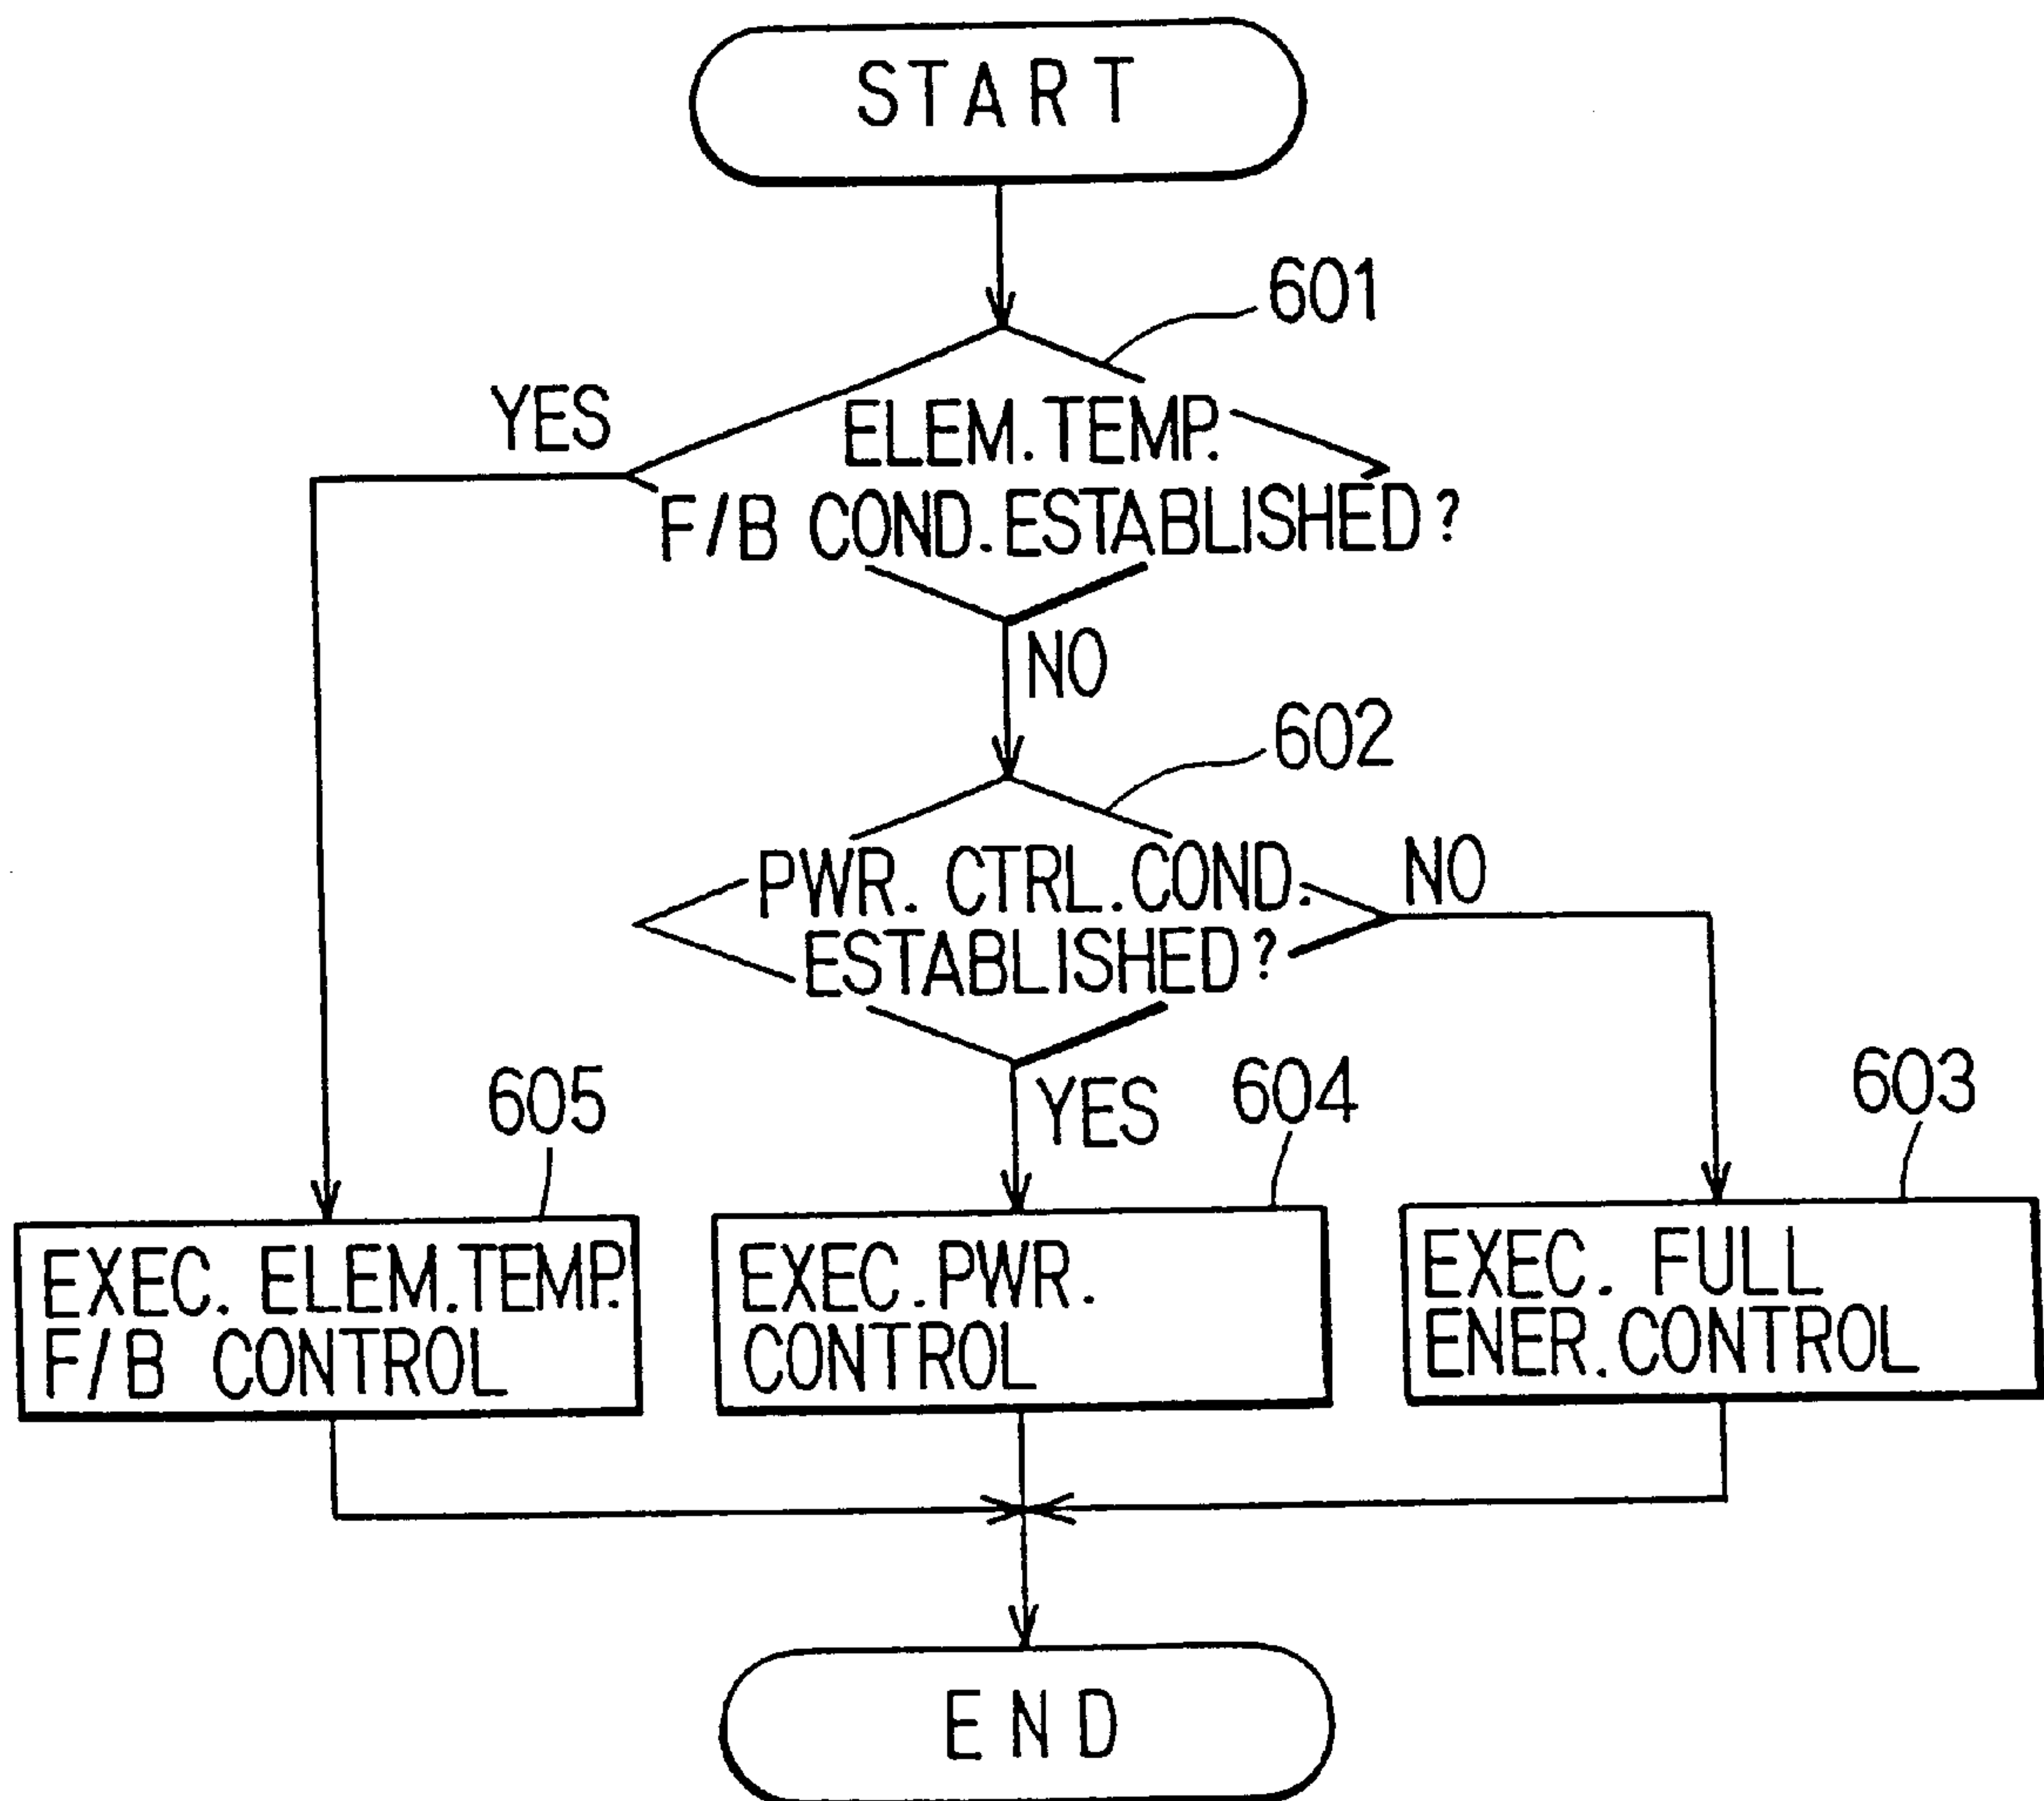 START
601
YES
ELEM.TEMP.
F/B COND.ESTABLISHED?
NO
602
PWR. CTRL.COND.
ESTABLISHED?
NO
YES
605
604
603
EXEC. ELEM.TEMP.
F/B CONTROL
EXEC.PWR.
CONTROL
EXEC. FULL
ENER.CONTROL
END